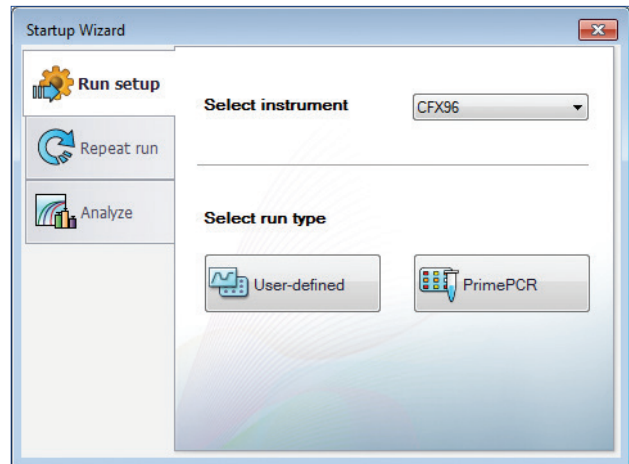 Startup Wizard
Run setup
Repeat run
Analyze
Select instrument
CFX96
Select run type
User-defined
PrimePCR